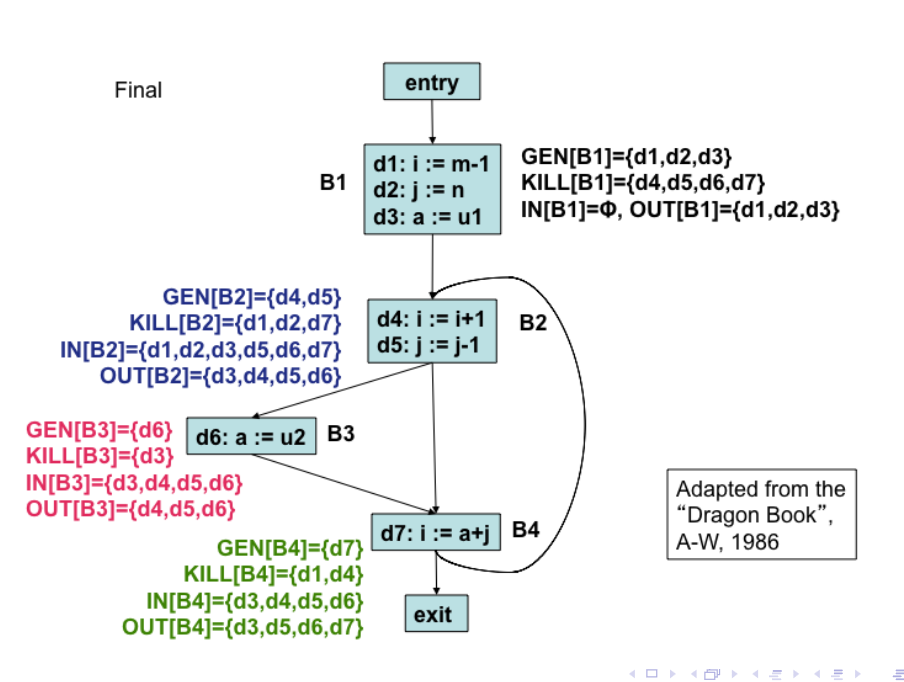 Final
entry
B1
d1: i := m-1
d2: j := n
d3: a := u1
GEN[B1]={d1,d2,d3}
KILL[B1]={d4,d5,d6,d7}
IN[B1]=Φ, OUT[B1]={d1,d2,d3}
GEN[B2]={d4,d5}
KILL[B2]={d1,d2,d7}
IN[B2]={d1,d2,d3,d5,d6,d7}
OUT[B2]={d3,d4,d5,d6}
d4: i := i+1
d5: j := j-1
B2
GEN[B3]={d6}
KILL[B3]={d3}
IN[B3]={d3,d4,d5,d6}
OUT[B3]={d4,d5,d6}
d6: a := u2
B3
d7: i := a+j
B4
GEN[B4]={d7}
KILL[B4]={d1,d4}
IN[B4]={d3,d4,d5,d6}
OUT[B4]={d3,d5,d6,d7}
exit
Adapted from the
“Dragon Book”,
A-W, 1986